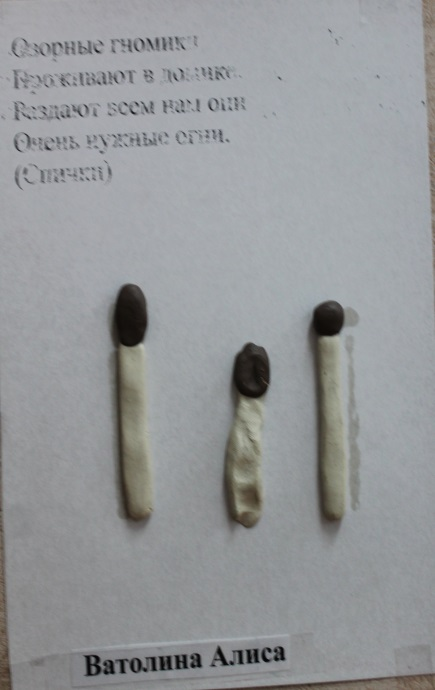 Озорные гномики
Проживают в домике.
Раздают всем нам они
Очень нужные огни.
(Спички)
Ватолина Алиса